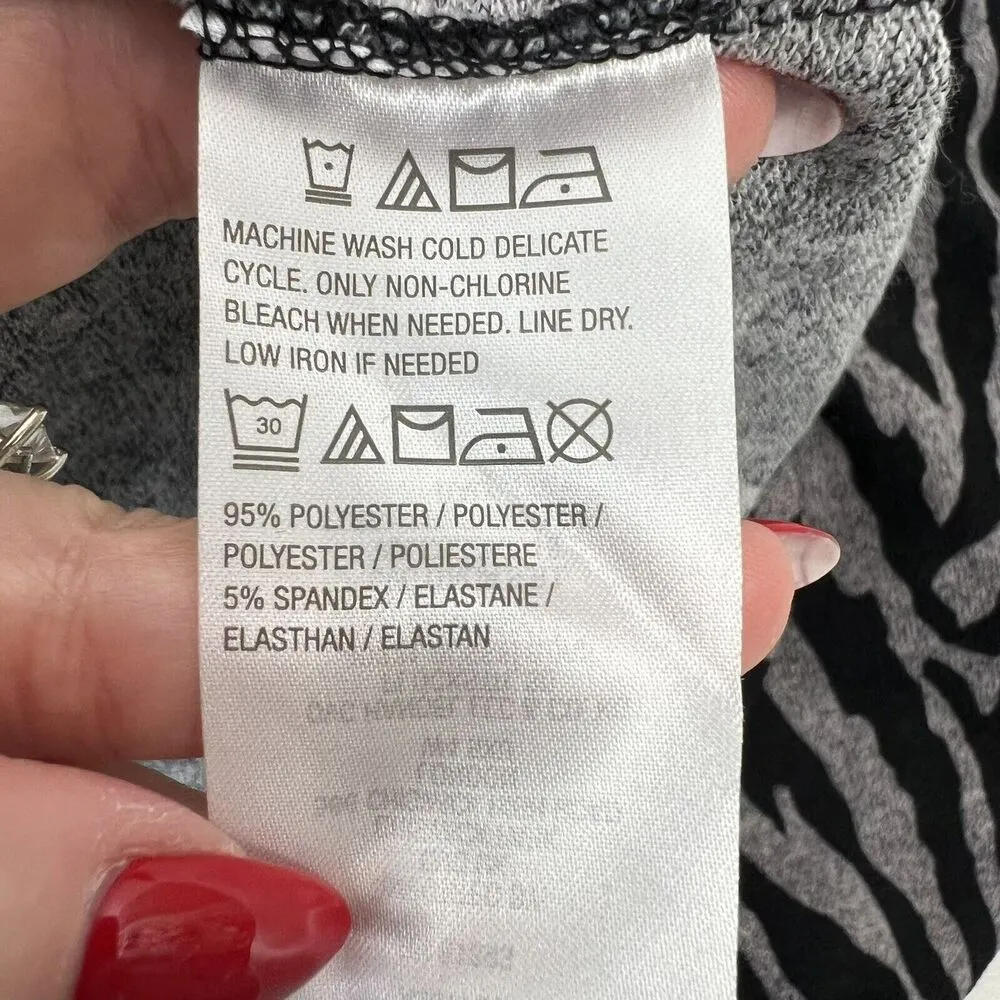 MACHINE WASH COLD DELICATE
CYCLE. ONLY NON-CHLORINE
BLEACH WHEN NEEDED. LINE DRY.
LOW IRON IF NEEDED
30
95% POLYESTER / POLYESTER /
POLYESTER / POLIESTERE
5% SPANDEX / ELASTANE /
ELASTHAN / ELASTAN